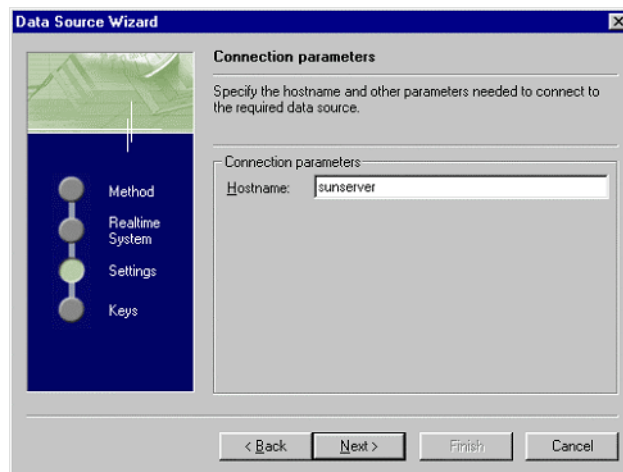 Data Source Wizard
Connection parameters
Specify the hostname and other parameters needed to connect to
the required data source.
Connection parameters
Hostname: sunserver
Method
Realtime
System
Settings
Keys
< Back Next > Finish Cancel